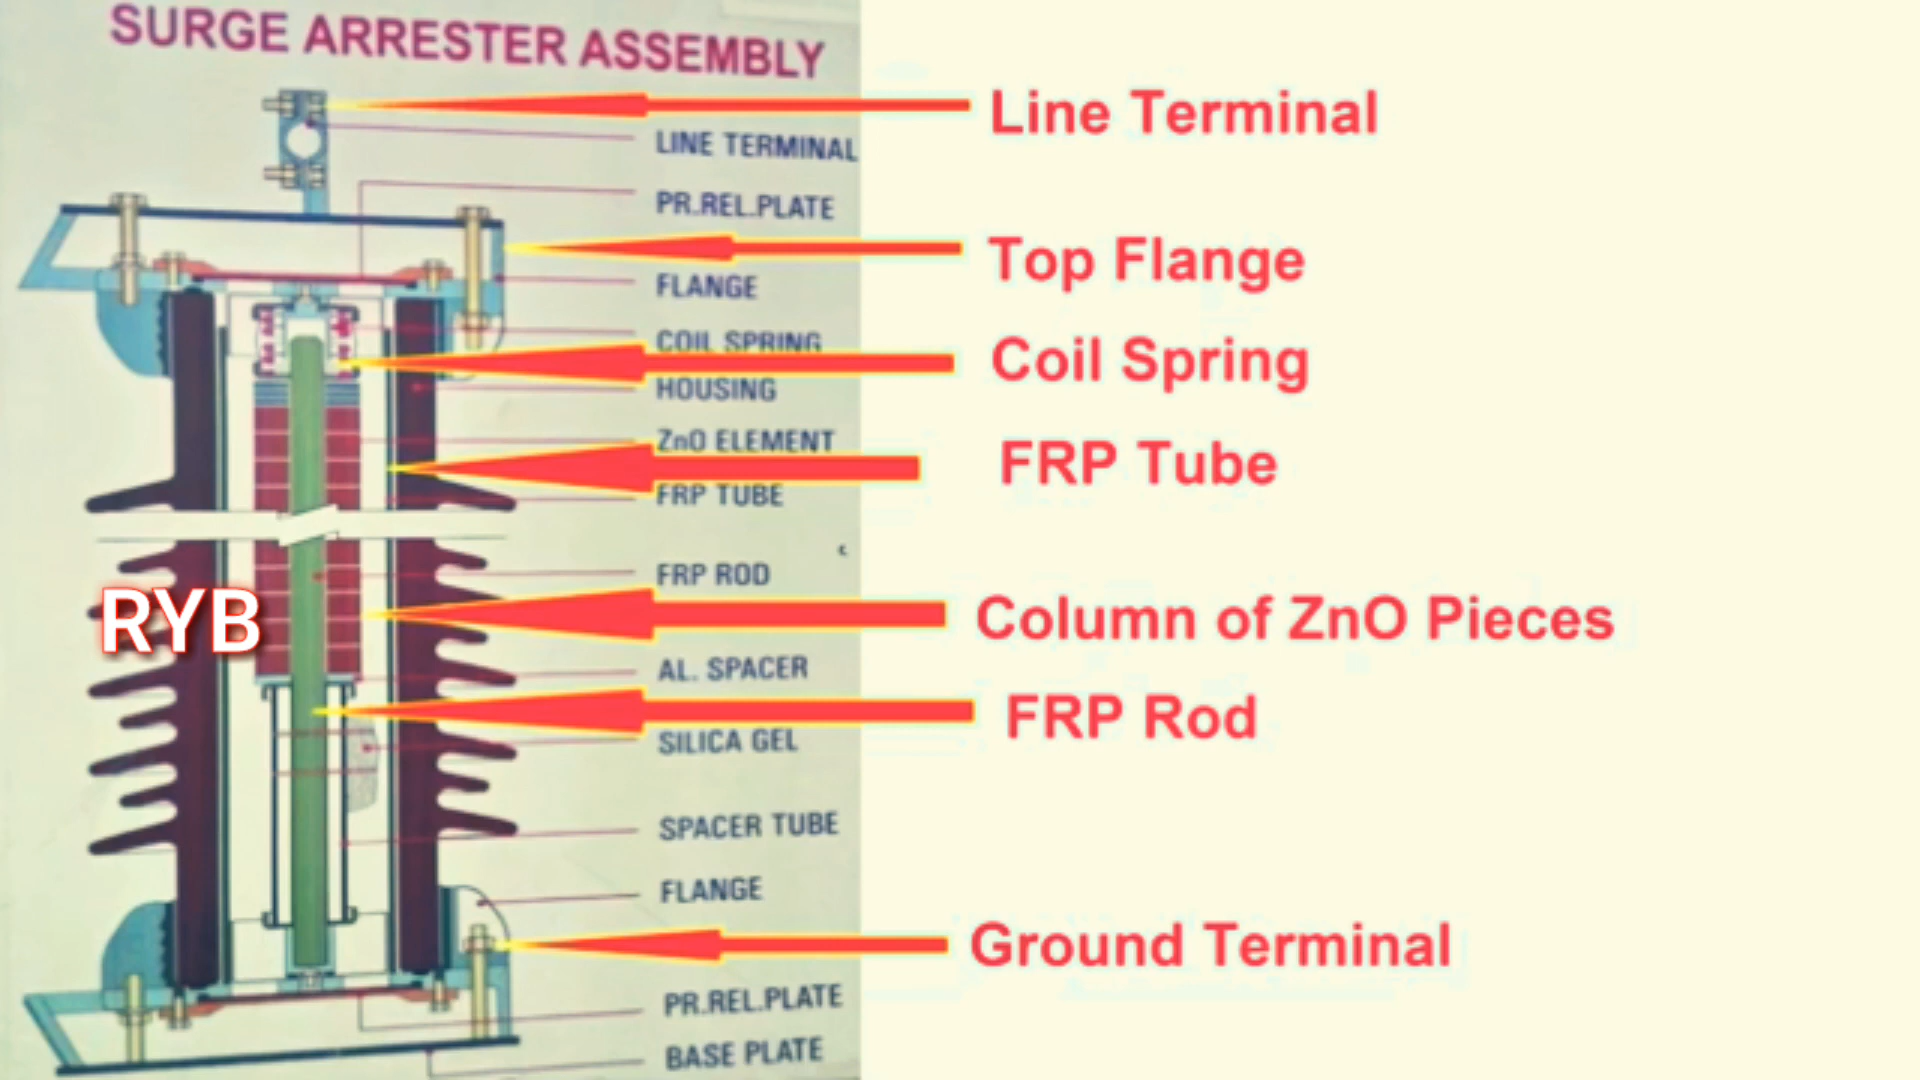 SURGE ARRESTER ASSEMBLY
Line Terminal
LINE TERMINAL
PR.REL.PLATE
Top Flange
FLANGE
COIL SPRING
Coil Spring
HOUSING
ZnO ELEMENT
FRP Tube
FRP TUBE
FRP ROD
RYB
Column of ZnO Pieces
AL. SPACER
FRP Rod
SILICA GEL
SPACER TUBE
FLANGE
Ground Terminal
PR.REL.PLATE
BASE PLATE